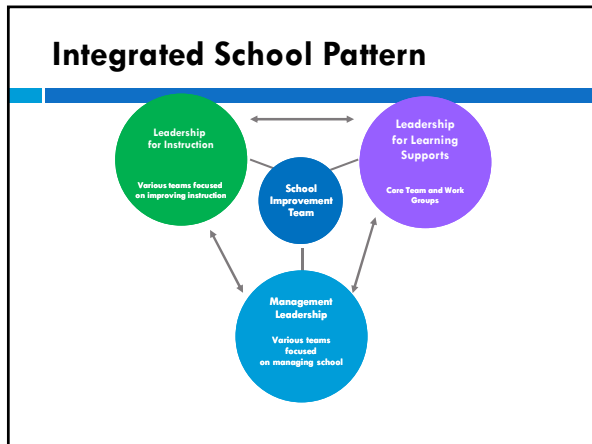 Integrated School Pattern
Leadership
for Instruction
Various teams focused
on improving instruction
Leadership
for Learning
Supports
Core Team and Work
Groups
School
Improvement
Team
Management
Leadership
Various teams
focused
on managing school